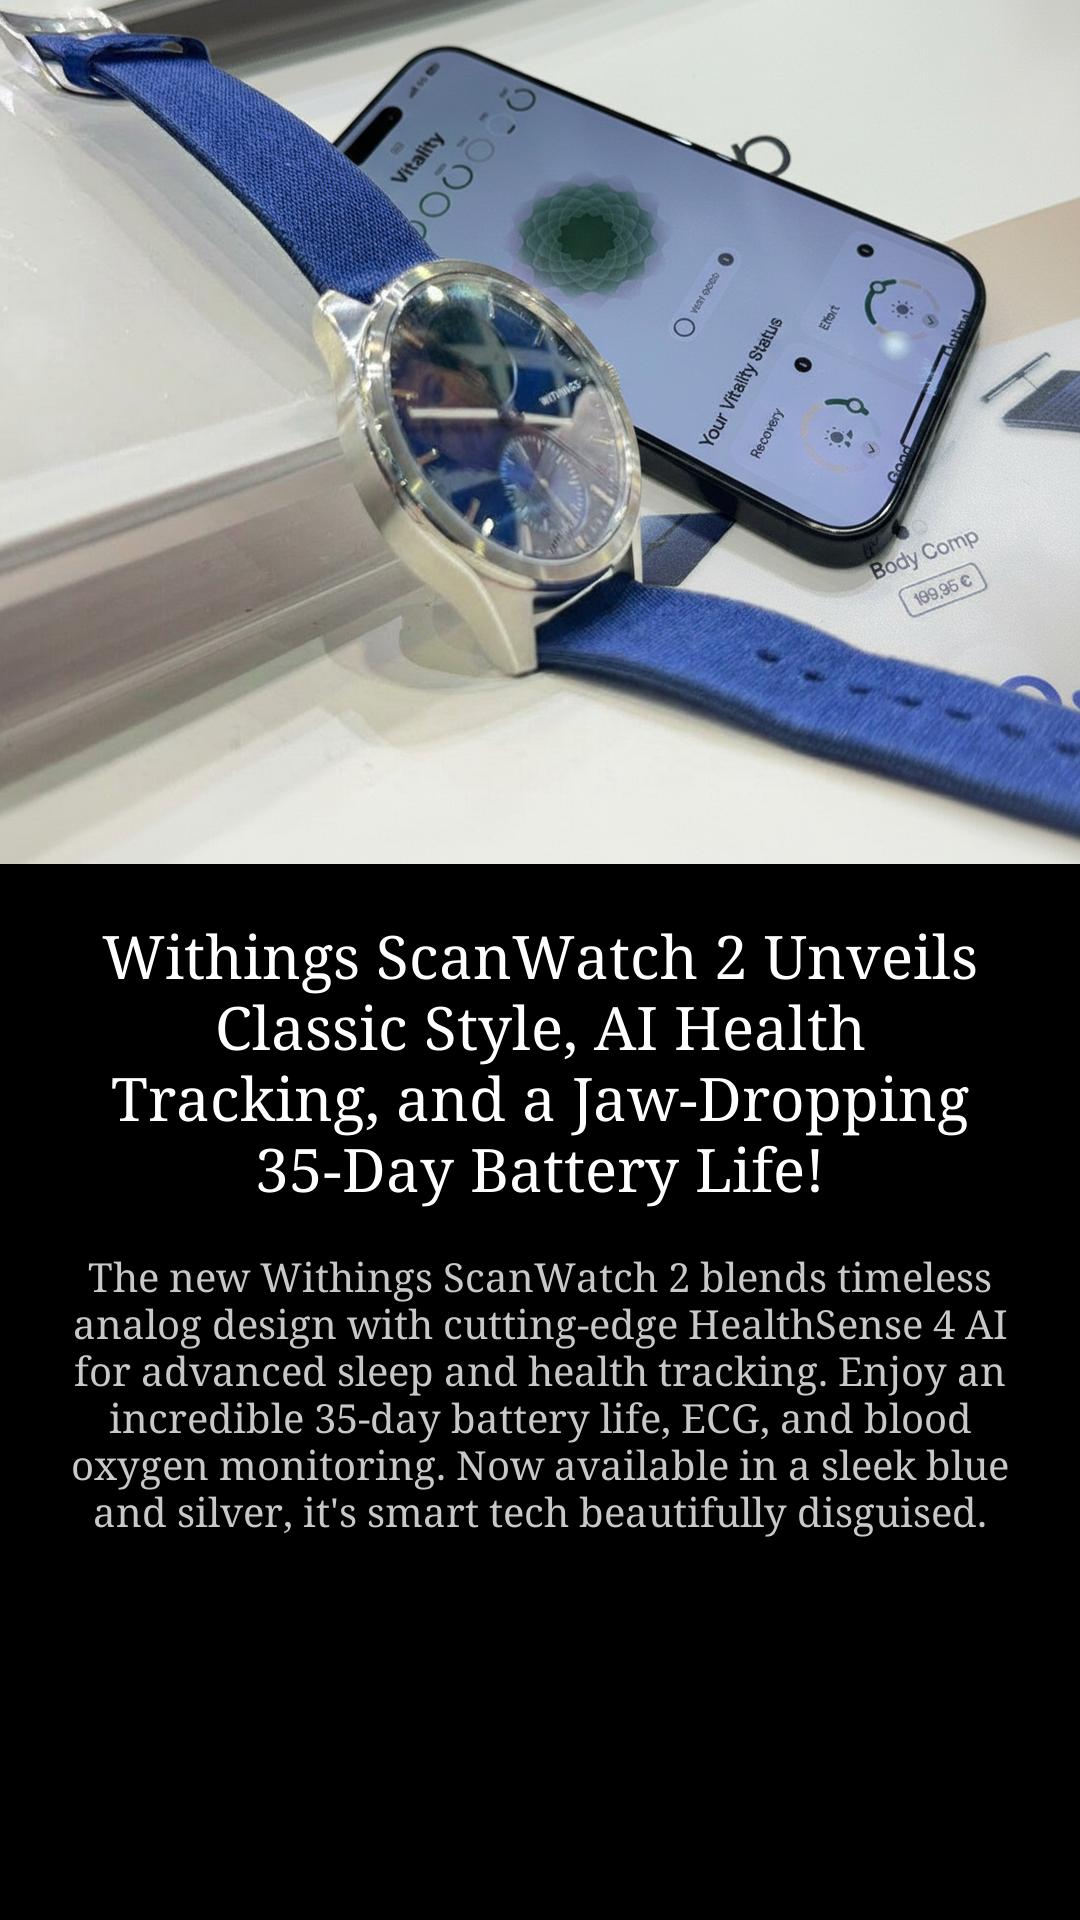 Vitality
WITHINGS
Your Vitality Status
Effort
Recovery
Optimal
Good
Body Comp
Withings ScanWatch 2 Unveils
Classic Style, AI Health
Tracking, and a Jaw-Dropping
35-Day Battery Life!
The new Withings ScanWatch 2 blends timeless
analog design with cutting-edge HealthSense 4 AI
for advanced sleep and health tracking. Enjoy an
incredible 35-day battery life, ECG, and blood
oxygen monitoring. Now available in a sleek blue
and silver, it's smart tech beautifully disguised.